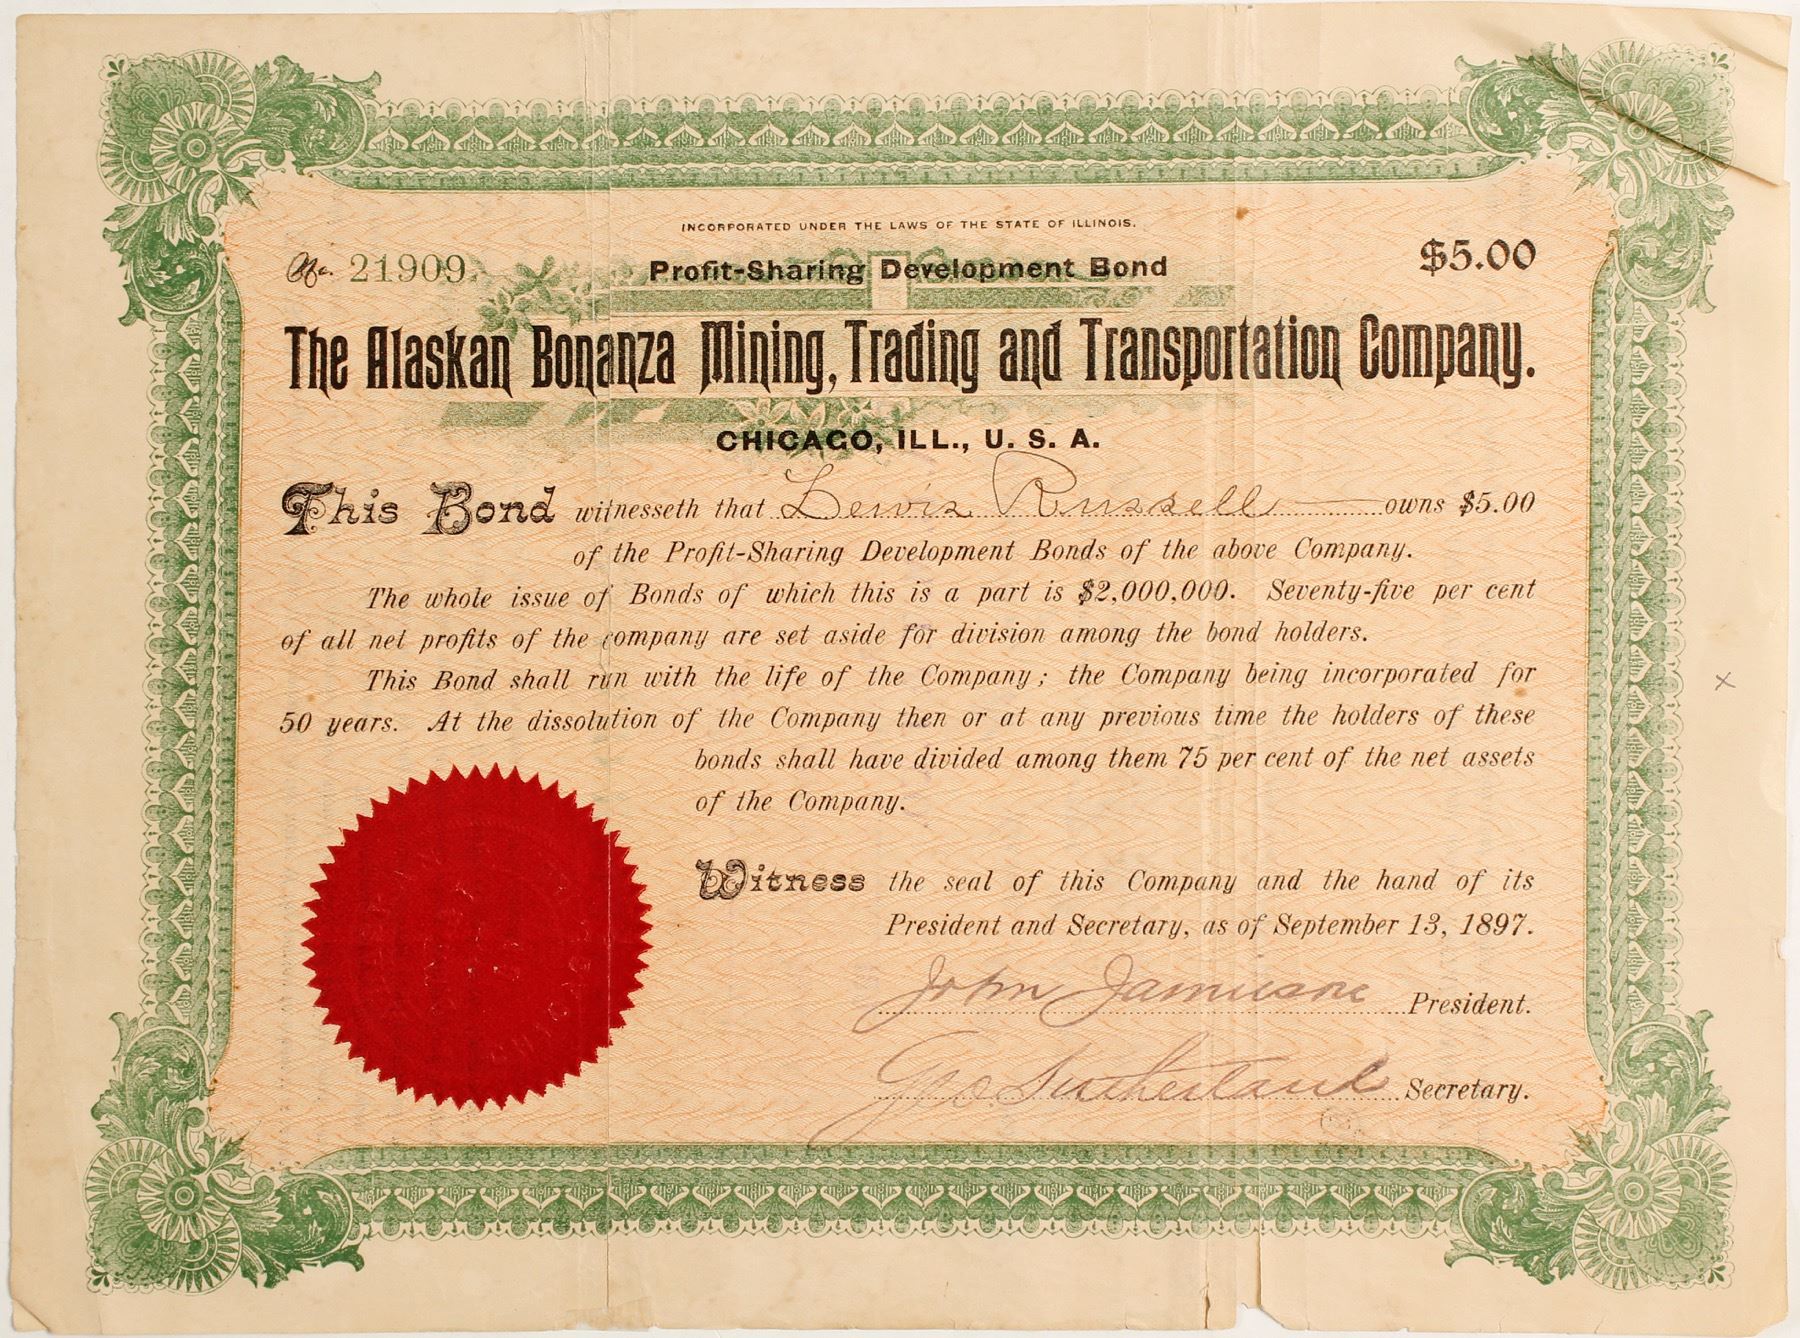 INCORPORATED UNDER THE LAWS OF THE STATE OF ILLINOIS.
No. 21909
Profit-Sharing Development Bond
$5.00
The Alaskan Bonanza Mining, Trading and Transportation Company.
CHICAGO, ILL., U. S. A.
This Bond witnesseth that Lewis Russell owns $5.00
of the Profit-Sharing Development Bonds of the above Company.
The whole issue of Bonds of which this is a part is $2,000,000. Seventy-five per cent
of all net profits of the company are set aside for division among the bond holders.
This Bond shall run with the life of the Company; the Company being incorporated for
50 years. At the dissolution of the Company then or at any previous time the holders of these
bonds shall have divided among them 75 per cent of the net assets
of the Company.
Witness the seal of this Company and the hand of its
President and Secretary, as of September 13, 1897.
John Jamiesone President.
Geo. Sutherland Secretary.